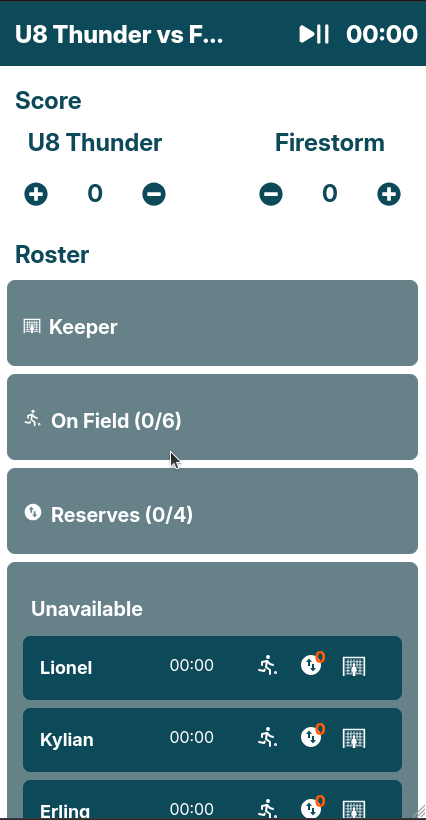 U8 Thunder vs F... 00:00
Score
U8 Thunder Firestorm
0 0
Roster
Keeper
On Field (0/6)
Reserves (0/4)
Unavailable
Lionel 00:00 0
Kylian 00:00 0
Erling 00:00 0